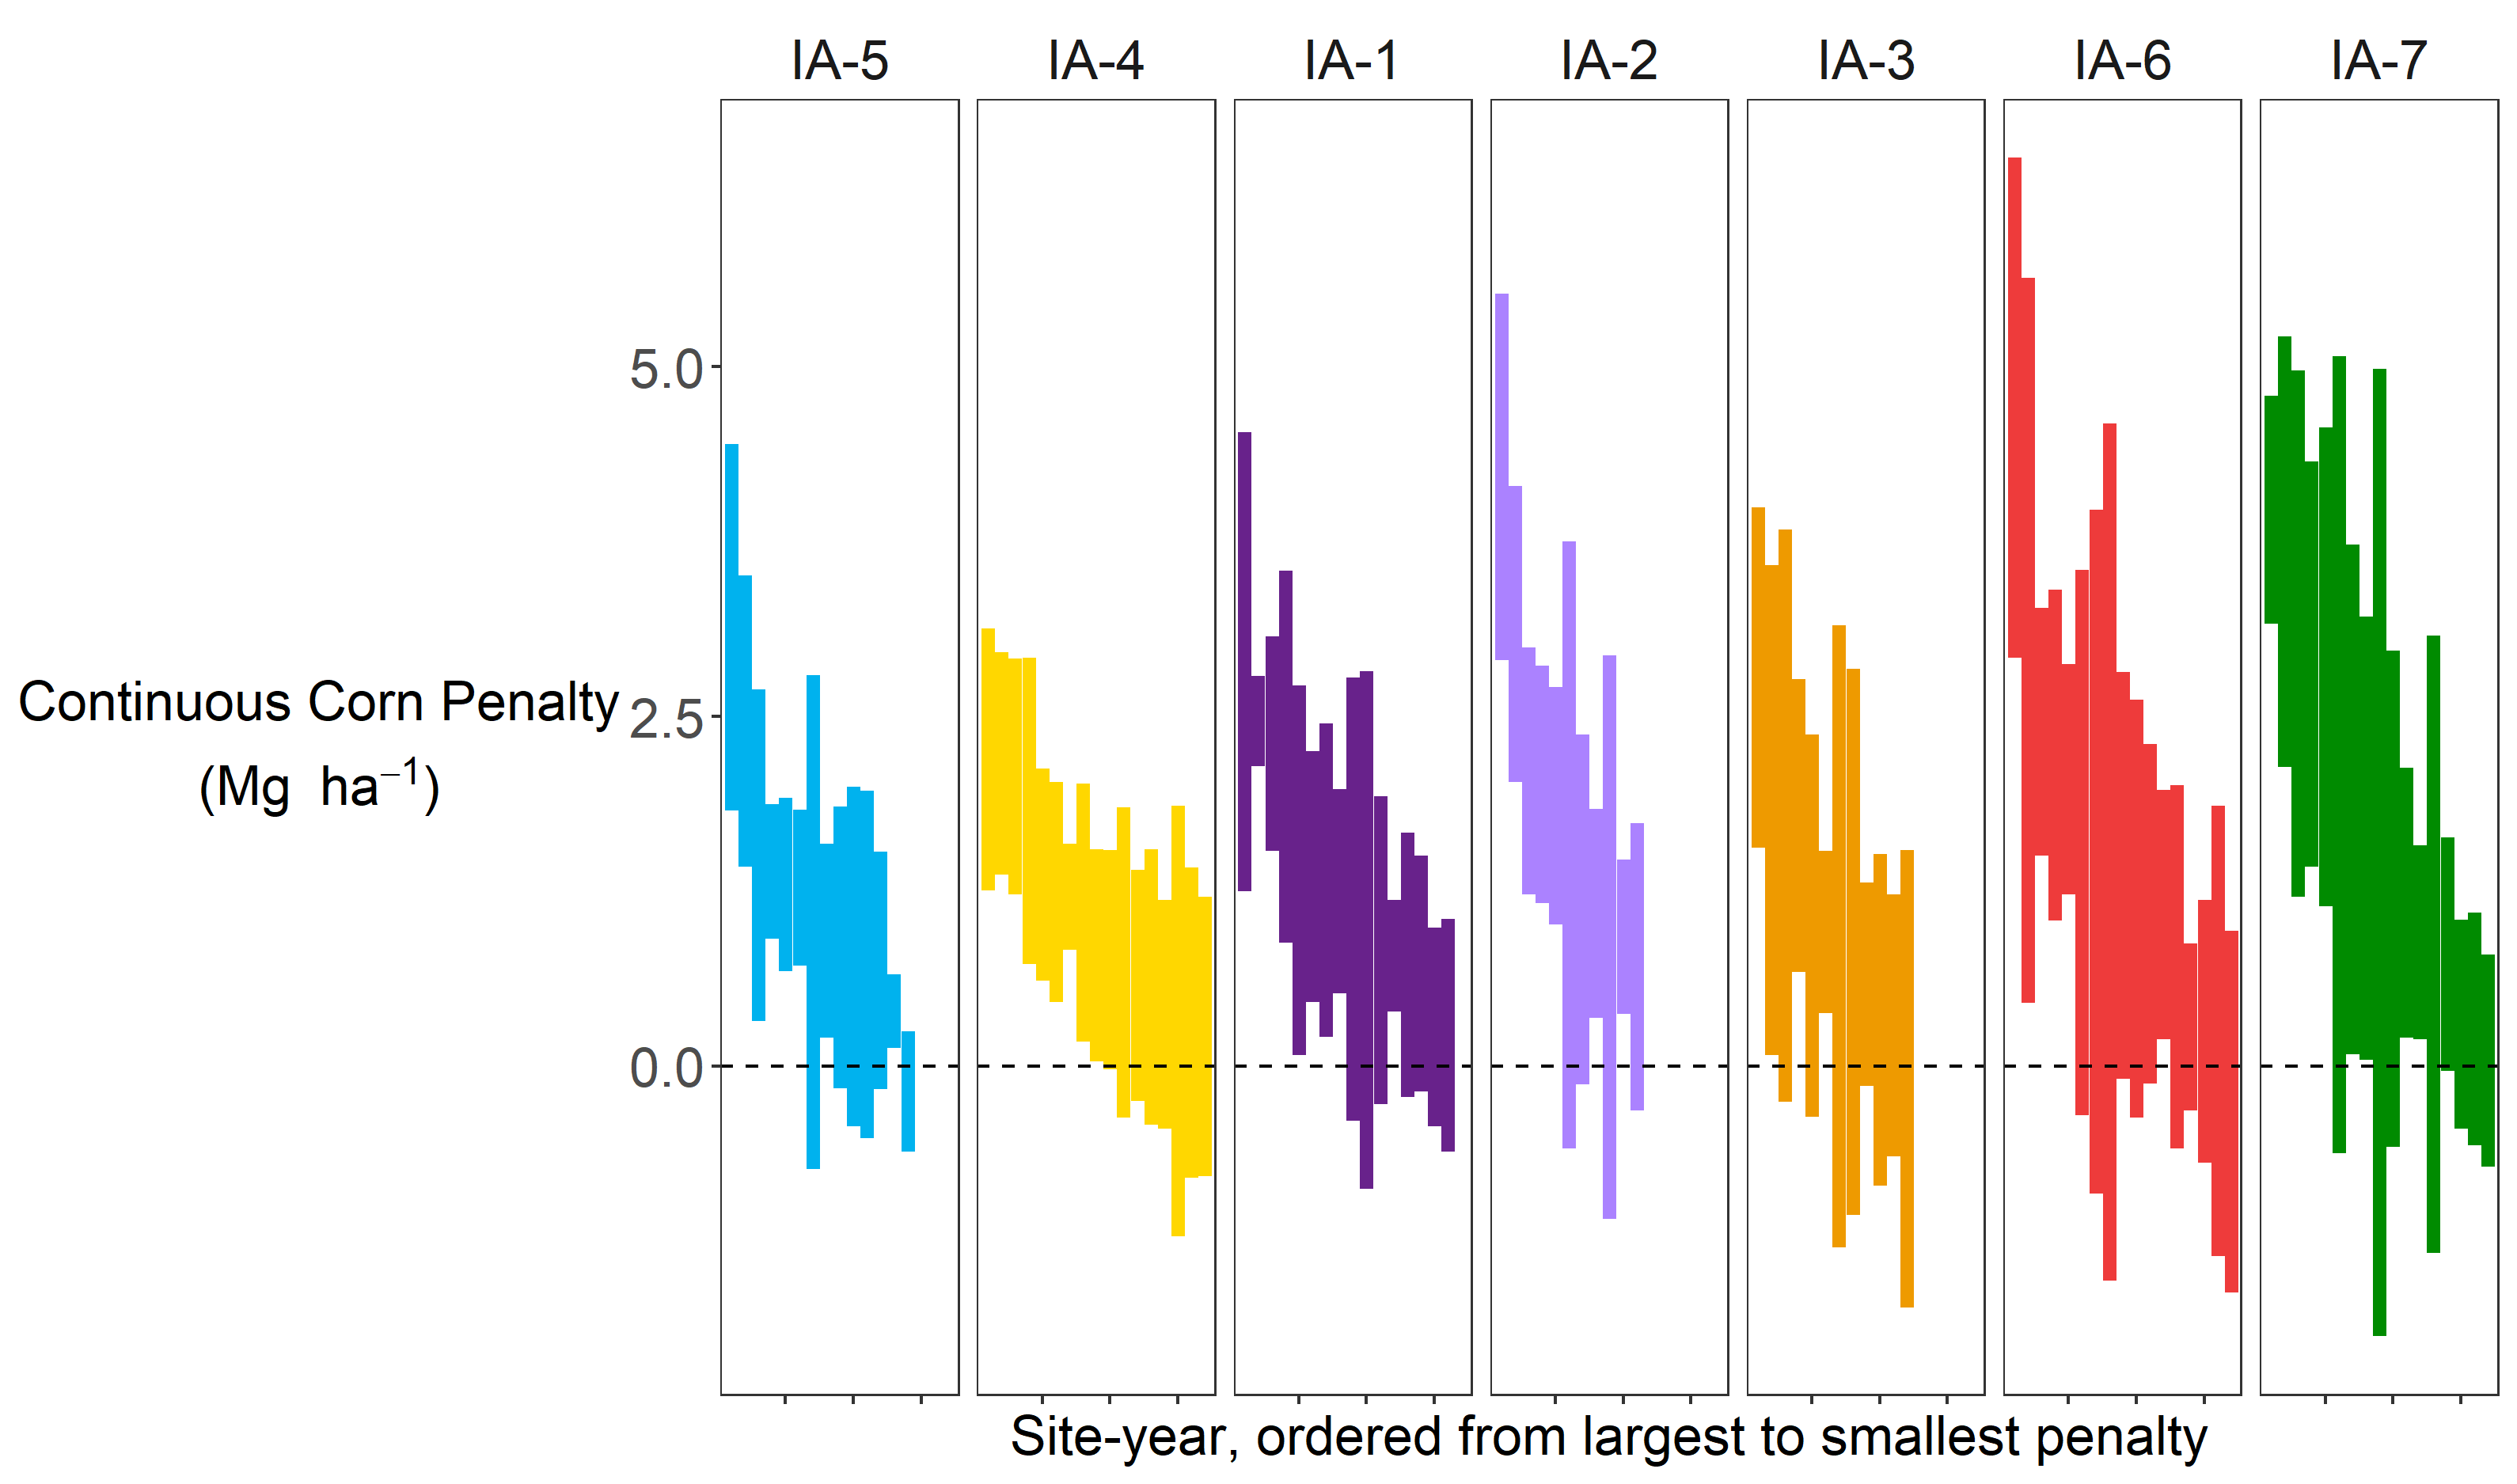 IA-5 IA-4 IA-1 IA-2 IA-3 IA-6 IA-7
5.0
Continuous Corn Penalty
2.5
(Mg ha⁻¹)
0.0
Site-year, ordered from largest to smallest penalty